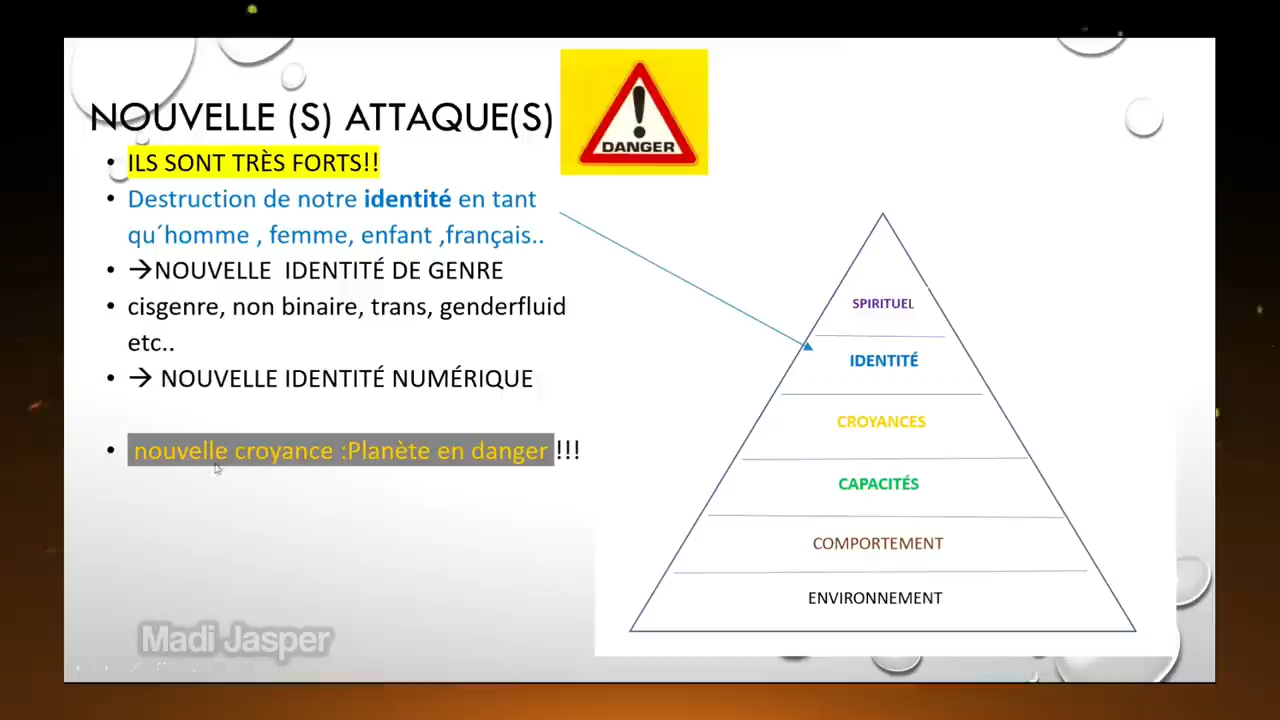 NOUVELLE (S) ATTAQUE(S)
DANGER
• ILS SONT TRÈS FORTS!!
• Destruction de notre identité en tant
qu´homme , femme, enfant ,français..
• →NOUVELLE IDENTITÉ DE GENRE
• cisgenre, non binaire, trans, genderfluid
etc..
• → NOUVELLE IDENTITÉ NUMÉRIQUE
• nouvelle croyance :Planète en danger !!!
SPIRITUEL
IDENTITÉ
CROYANCES
CAPACITÉS
COMPORTEMENT
ENVIRONNEMENT
Madi Jasper